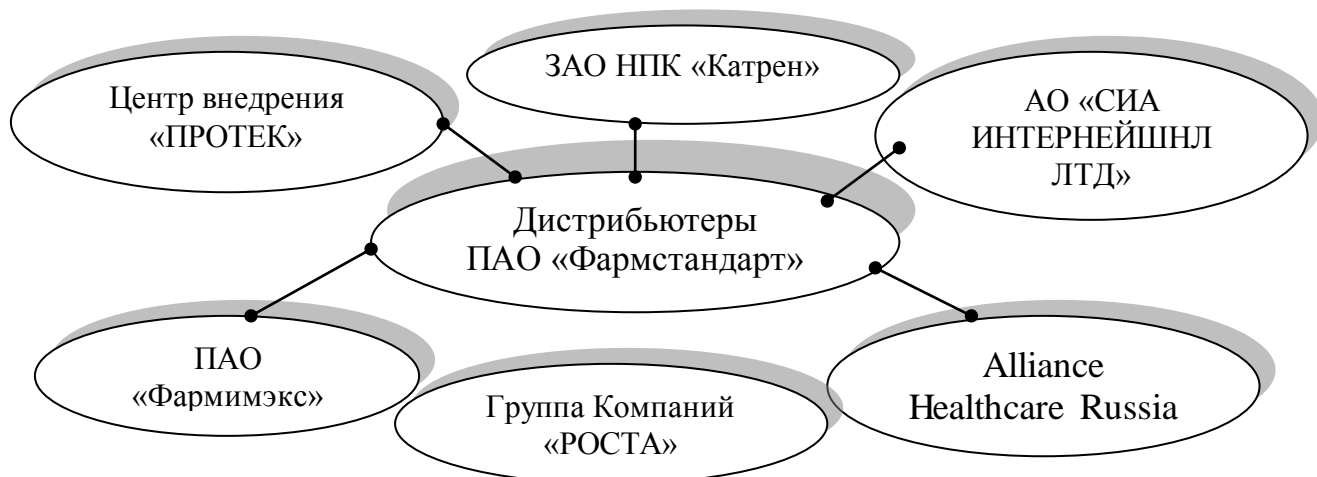 ЗАО НПК «Катрен»
Центр внедрения
«ПРОТЕК»
АО «СИА
ИНТЕРНЕЙШНЛ
ЛТД»
Дистрибьютеры
ПАО «Фармстандарт»
ПАО
«Фармимэкс»
Группа Компаний
«РОСТА»
Alliance
Healthcare Russia